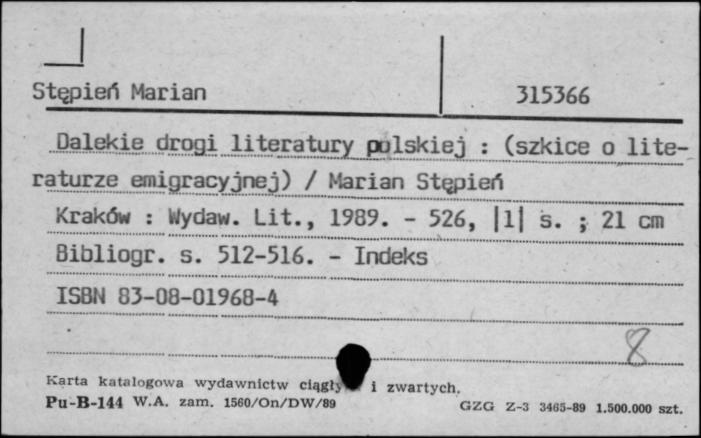 Stępień Marian 315366
Dalekie drogi literatury polskiej : (szkice o lite-
raturze emigracyjnej) / Marian Stępień
Kraków : Wydaw. Lit., 1989. - 526, |1| s. ; 21 cm
Bibliogr. s. 512-516. - Indeks
ISBN 83-08-01968-4
8
Karta katalogowa wydawnictw i zwartych.
Pu-B-144 W.A. zam. 1560/On/DW/89 GZG Z-3 3465-89 1.500.000 szt.